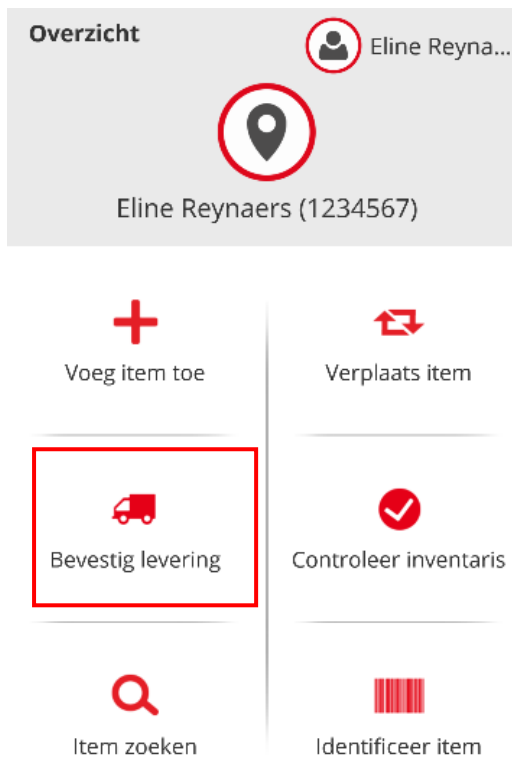 Overzicht
Eline Reyna...
Eline Reynaers (1234567)
Voeg item toe
Verplaats item
Bevestig levering
Controleer inventaris
Item zoeken
Identificeer item